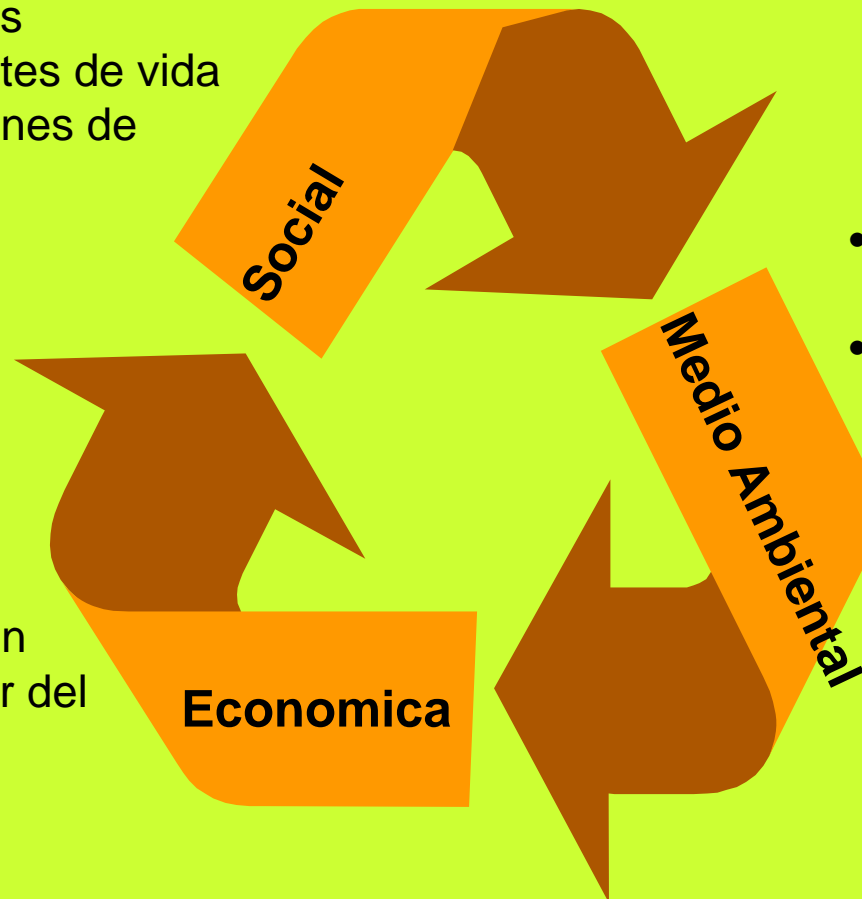 s
tes de vida
nes de
Social
•
•
Medio Ambiental
n
r del
Economica